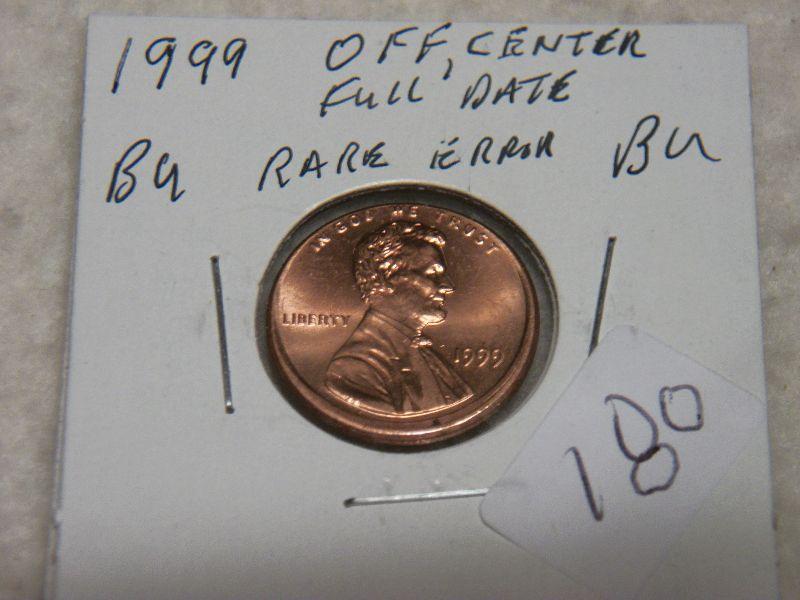 1999 OFF, CENTER
FULL DATE
BU RARE ERROR BU
IN GOD WE TRUST
LIBERTY
1999
180